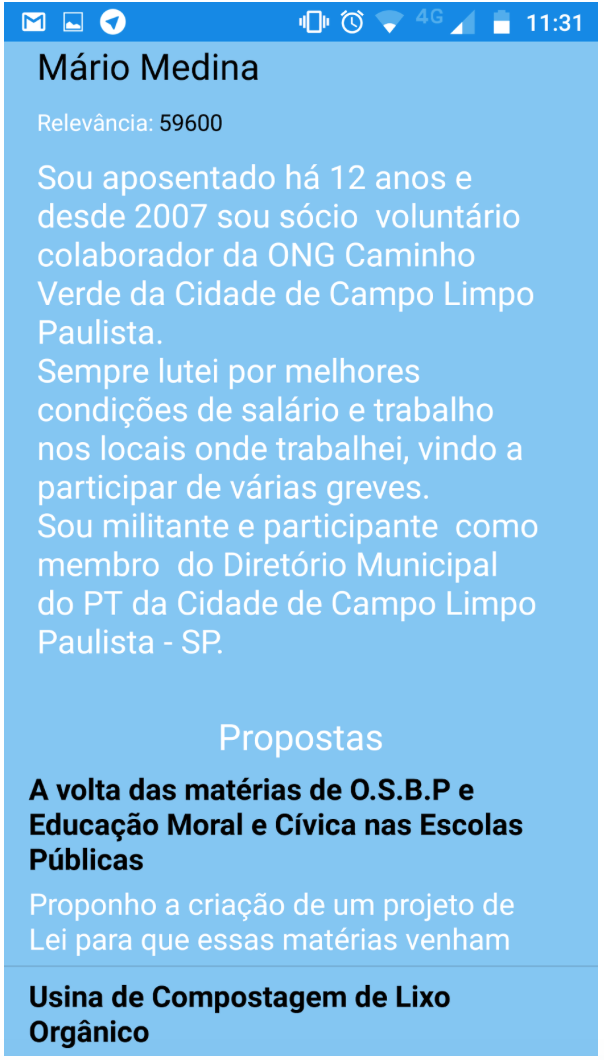 4G 11:31
Mário Medina
Relevância: 59600
Sou aposentado há 12 anos e
desde 2007 sou sócio  voluntário
colaborador da ONG Caminho
Verde da Cidade de Campo Limpo
Paulista.
Sempre lutei por melhores
condições de salário e trabalho
nos locais onde trabalhei, vindo a
participar de várias greves.
Sou militante e participante  como
membro  do Diretório Municipal
do PT da Cidade de Campo Limpo
Paulista - SP.
Propostas
A volta das matérias de O.S.B.P e
Educação Moral e Cívica nas Escolas
Públicas
Proponho a criação de um projeto de
Lei para que essas matérias venham
Usina de Compostagem de Lixo
Orgânico